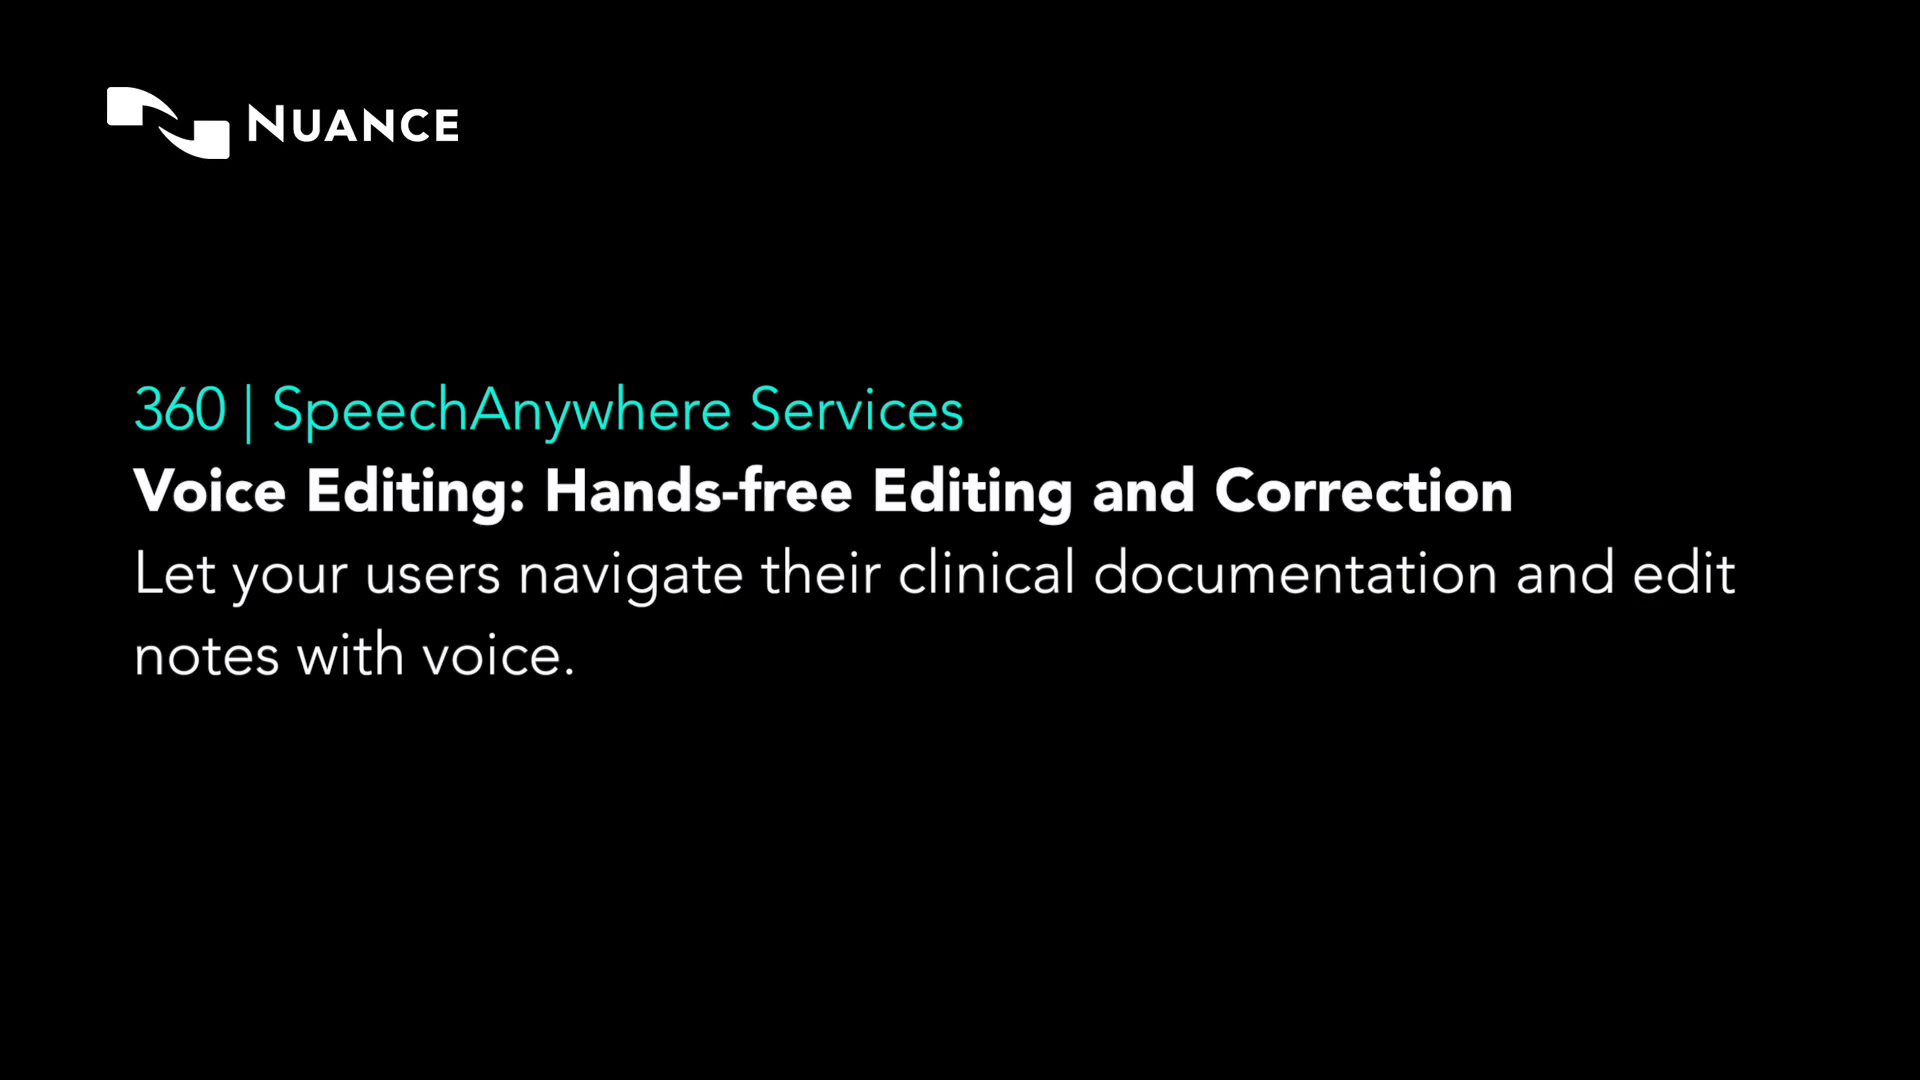 NUANCE
360 | SpeechAnywhere Services
Voice Editing: Hands-free Editing and Correction
Let your users navigate their clinical documentation and edit
notes with voice.